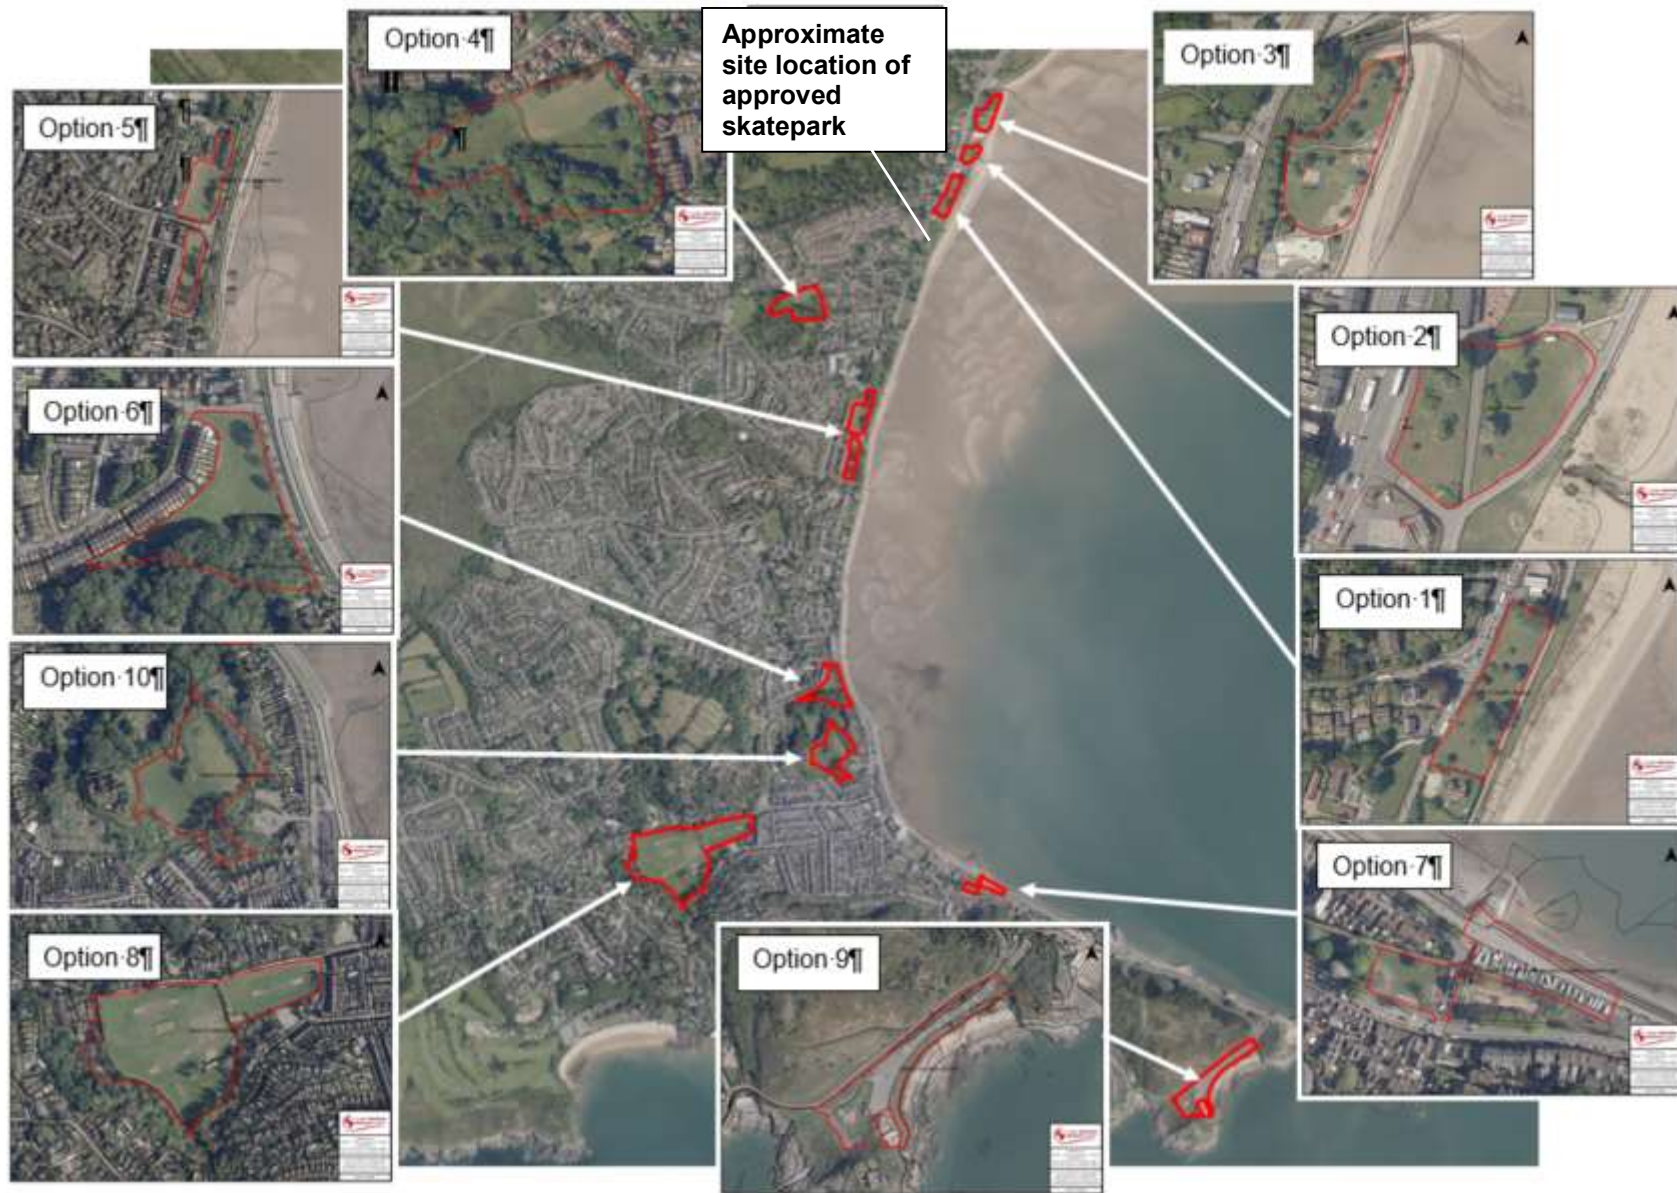 Option·4¶
Approximate
site location of
approved
skatepark
Option·3¶
Option·5¶
¶
¶
¶¶
¶
Option·2¶
Option·6¶
Option·1¶
Option·10¶
Option·7¶
Option·8¶
Option·9¶